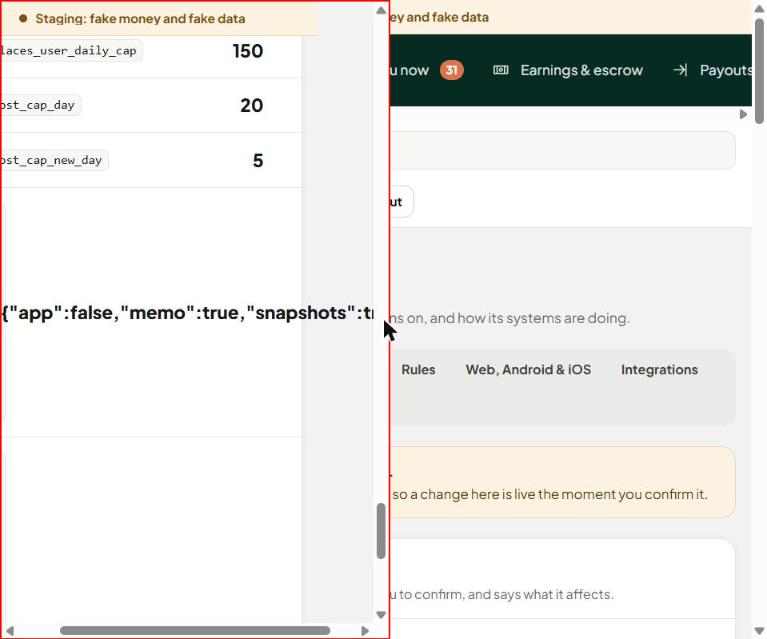 Staging: fake money and fake data
laces_user_daily_cap 150
ost_cap_day 20
ost_cap_new_day 5
{"app":false,"memo":true,"snapshots":tr
ey and fake data
u now 31 Earnings & escrow Payouts
ut
ns on, and how its systems are doing.
Rules Web, Android & iOS Integrations
so a change here is live the moment you confirm it.
u to confirm, and says what it affects.